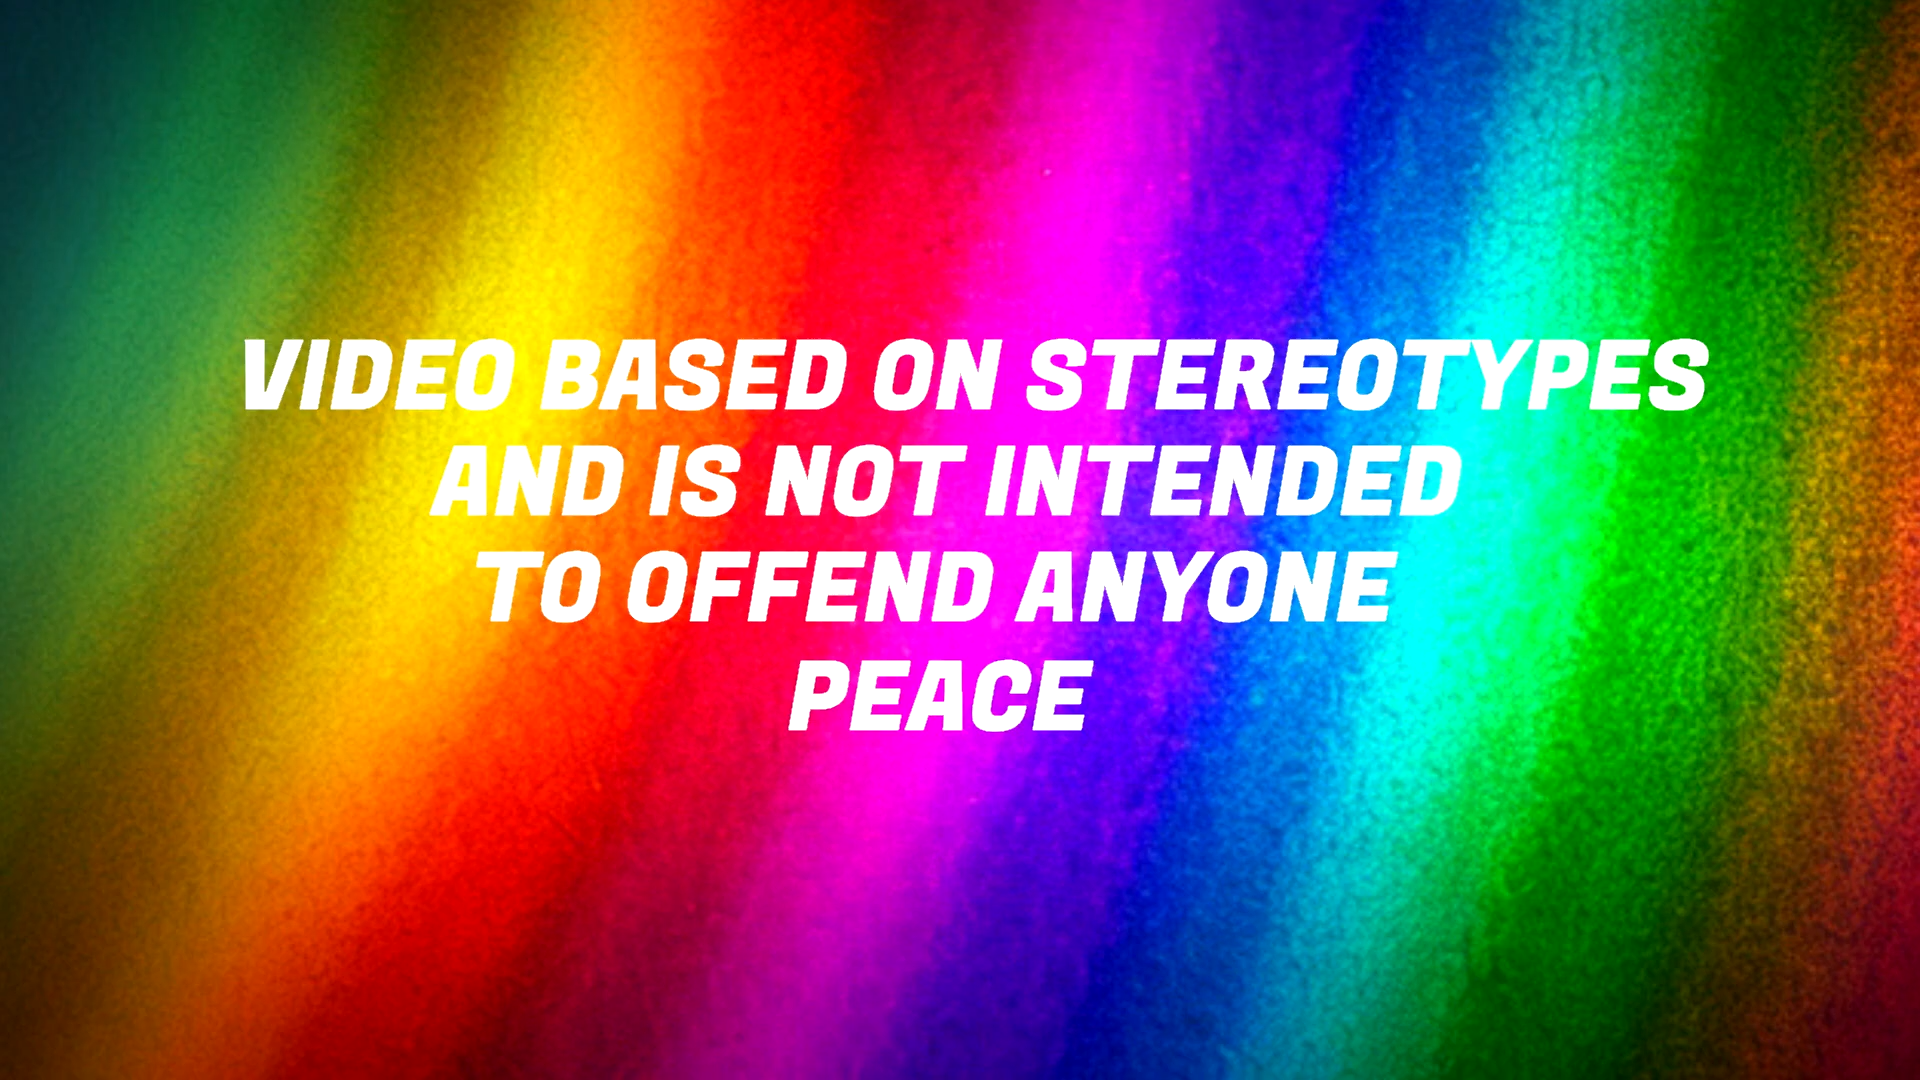 VIDEO BASED ON STEREOTYPES
AND IS NOT INTENDED
TO OFFEND ANYONE
PEACE